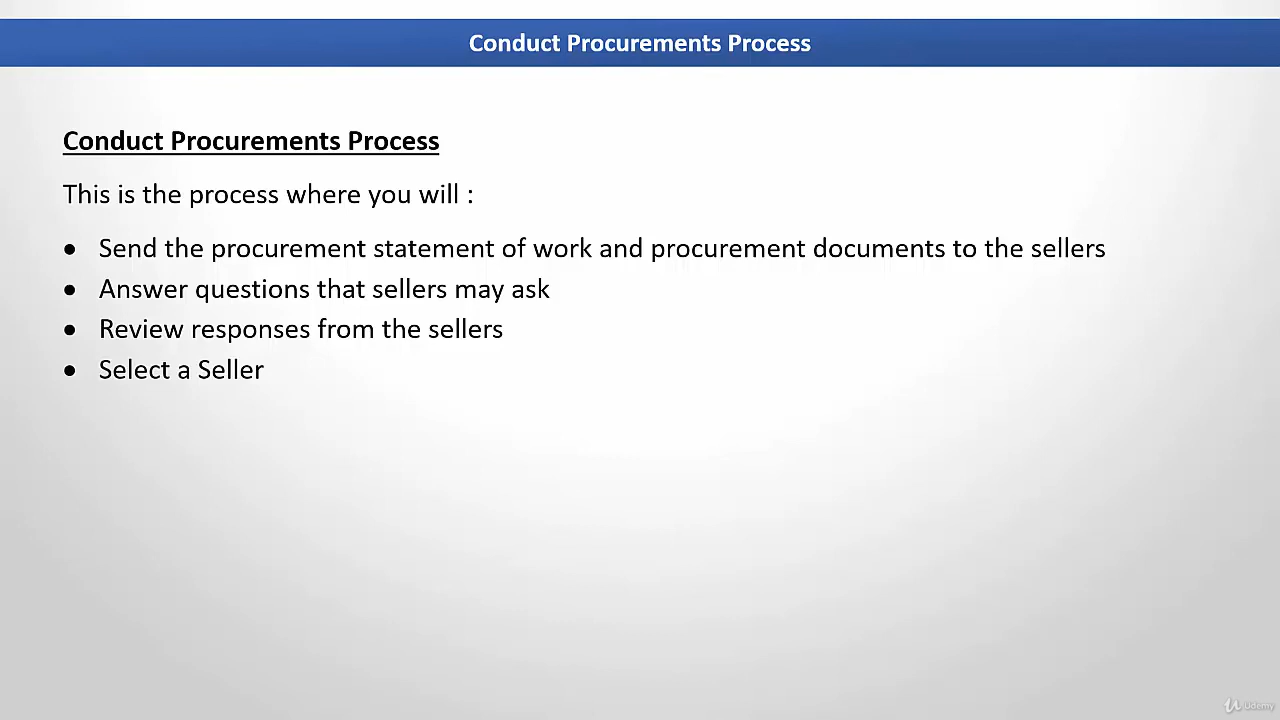 Conduct Procurements Process
Conduct Procurements Process
This is the process where you will :
● Send the procurement statement of work and procurement documents to the sellers
● Answer questions that sellers may ask
● Review responses from the sellers
● Select a Seller
Udemy